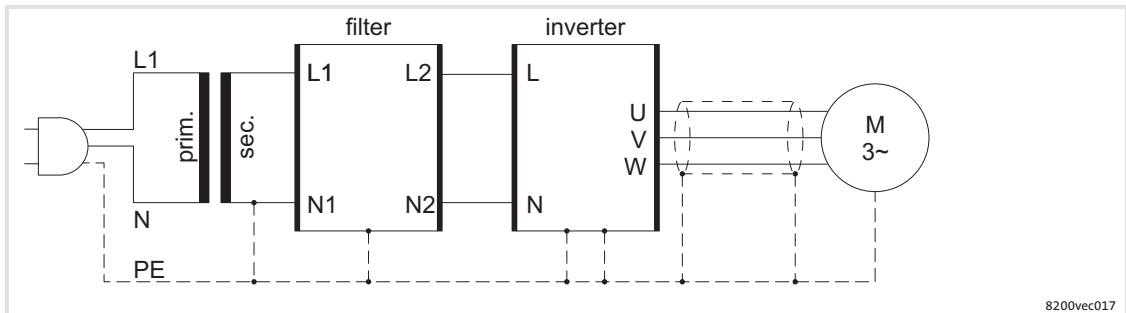 filter
inverter
L1
prim.
sec.
L1
L2
L
U
V
W
M
3~
N
N1
N2
N
PE
8200vec017